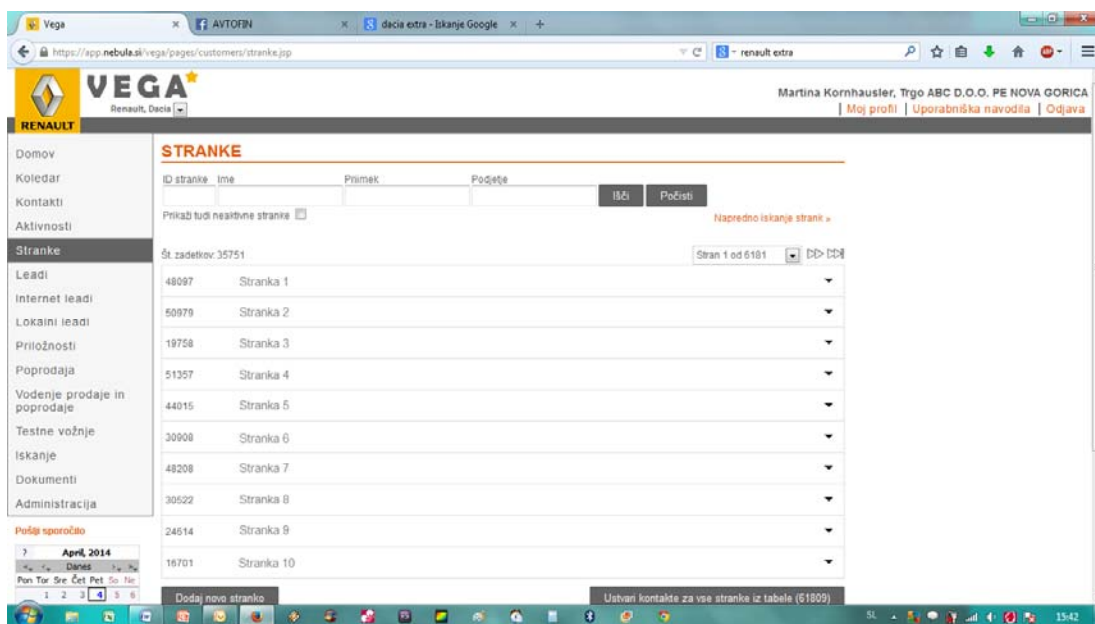 Vega
AVTOFIN
dacia extra - Iskanje Google
https://app.nebula.si/vega/pages/customers/stranke.jsp
renault extra
VEGA
Renault, Dacia
RENAULT
Martina Kornhausler, Trgo ABC D.O.O. PE NOVA GORICA
| Moj profil | Uporabniška navodila | Odjava
Domov
Koledar
Kontakti
Aktivnosti
Stranke
Leadi
Internet leadi
Lokalni leadi
Priložnosti
Poprodaja
Vodenje prodaje in
poprodaje
Testne vožnje
Iskanje
Dokumenti
Administracija
Pošlji sporočilo
? April, 2014
Danes
Pon Tor Sre Čet Pet So Ne
1 2 3 4 5 6
STRANKE
ID stranke Ime Priimek Podjetje
Išči Počisti
Prikaži tudi neaktivne stranke
Napredno iskanje strank »
Št. zadetkov: 35751
Stran 1 od 6181
48097 Stranka 1
50979 Stranka 2
19758 Stranka 3
51357 Stranka 4
44015 Stranka 5
30908 Stranka 6
48208 Stranka 7
30522 Stranka 8
24614 Stranka 9
16701 Stranka 10
Dodaj novo stranko
Ustvari kontakte za vse stranke iz tabele (61809)
SL 15:42